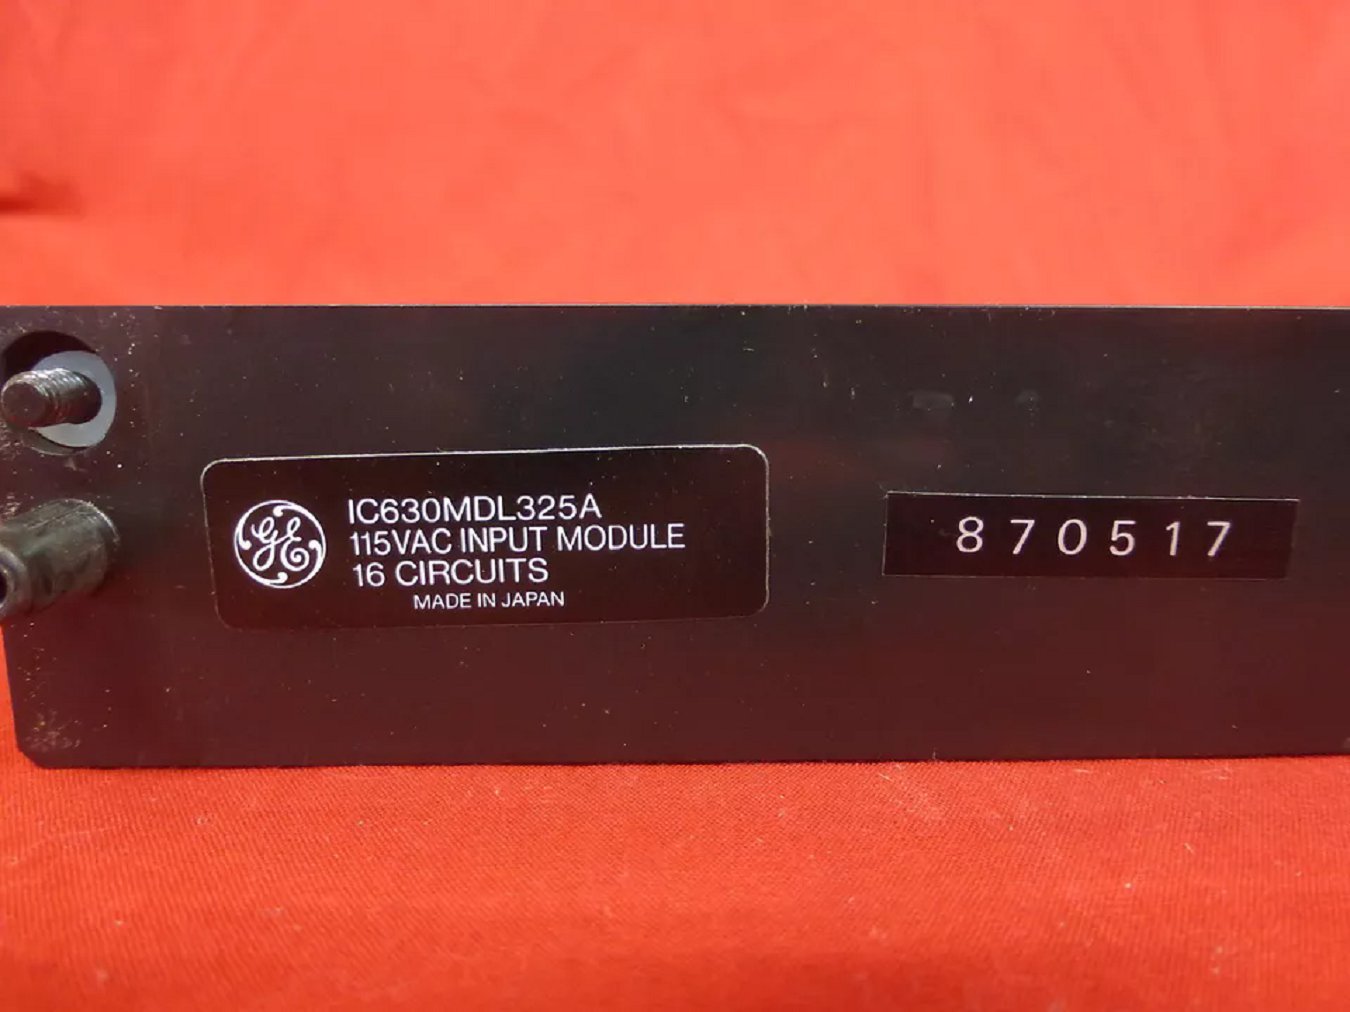 GE
IC630MDL325A
115VAC INPUT MODULE
16 CIRCUITS
MADE IN JAPAN
870517